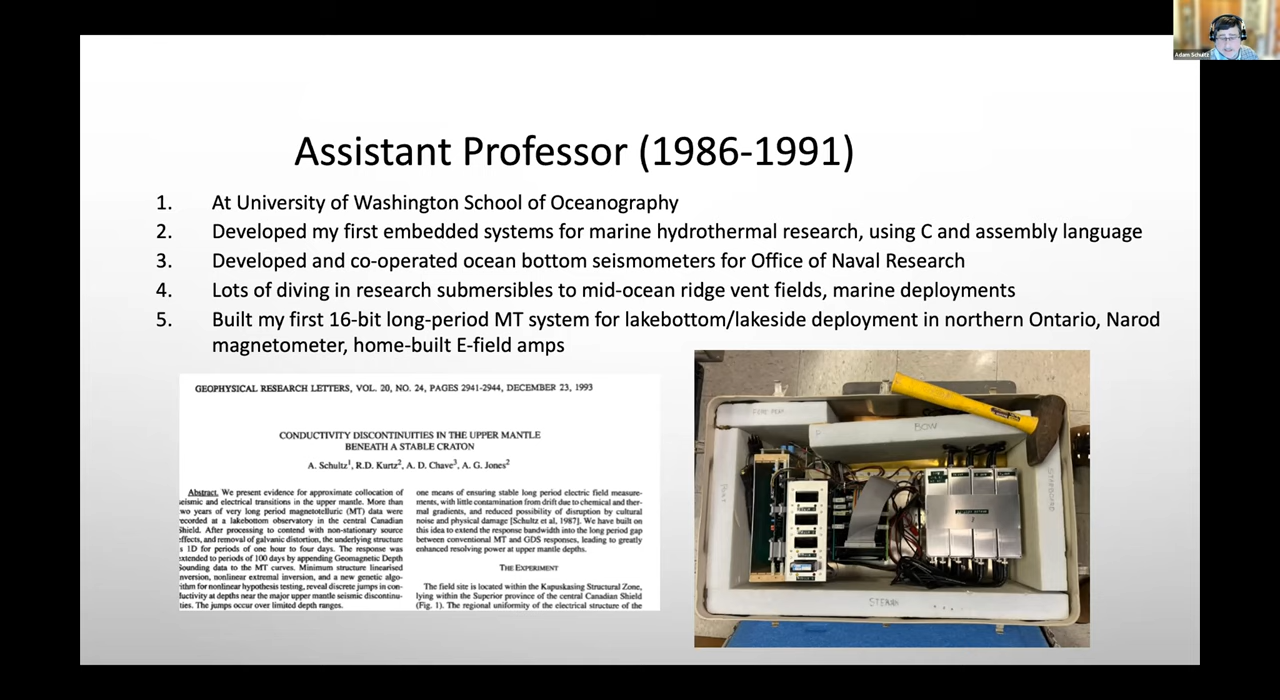 Adam Schultz
Assistant Professor (1986-1991)
1. At University of Washington School of Oceanography
2. Developed my first embedded systems for marine hydrothermal research, using C and assembly language
3. Developed and co-operated ocean bottom seismometers for Office of Naval Research
4. Lots of diving in research submersibles to mid-ocean ridge vent fields, marine deployments
5. Built my first 16-bit long-period MT system for lakebottom/lakeside deployment in northern Ontario, Narod
magnetometer, home-built E-field amps
GEOPHYSICAL RESEARCH LETTERS, VOL. 20, NO. 24, PAGES 2941-2944, DECEMBER 23, 1993
CONDUCTIVITY DISCONTINUITIES IN THE UPPER MANTLE
BENEATH A STABLE CRATON
A. Schultz¹, R.D. Kurtz², A. D. Chave³, A. G. Jones²
Abstract. We present evidence for approximate collocation of
seismic and electrical transitions in the upper mantle. More than
two years of very long period magnetotelluric (MT) data were
recorded at a lakebottom observatory in the central Canadian
Shield. After processing to contend with non-stationary source
effects, and removal of galvanic distortion, the underlying structure
s 1D for periods of one hour to four days. The response was
extended to periods of 100 days by appending Geomagnetic Depth
Sounding data to the MT curves. Minimum structure linearised
nversion, nonlinear extremal inversion, and a new genetic algo-
rithm for nonlinear hypothesis testing, reveal discrete jumps in con-
ductivity at depths near the major upper mantle seismic discontinu-
ties. The jumps occur over limited depth ranges.
one means of ensuring stable long period electric field measure-
ments, with little contamination from drift due to chemical and ther-
mal gradients, and reduced possibility of disruption by cultural
noise and physical damage [Schultz et al, 1987]. We have built on
this idea to extend the response bandwidth into the long period gap
between conventional MT and GDS responses, leading to greatly
enhanced resolving power at upper mantle depths.
THE EXPERIMENT
The field site is located within the Kapuskasing Structural Zone,
lying within the Superior province of the central Canadian Shield
(Fig. 1). The regional uniformity of the electrical structure of the
BOW
STERN